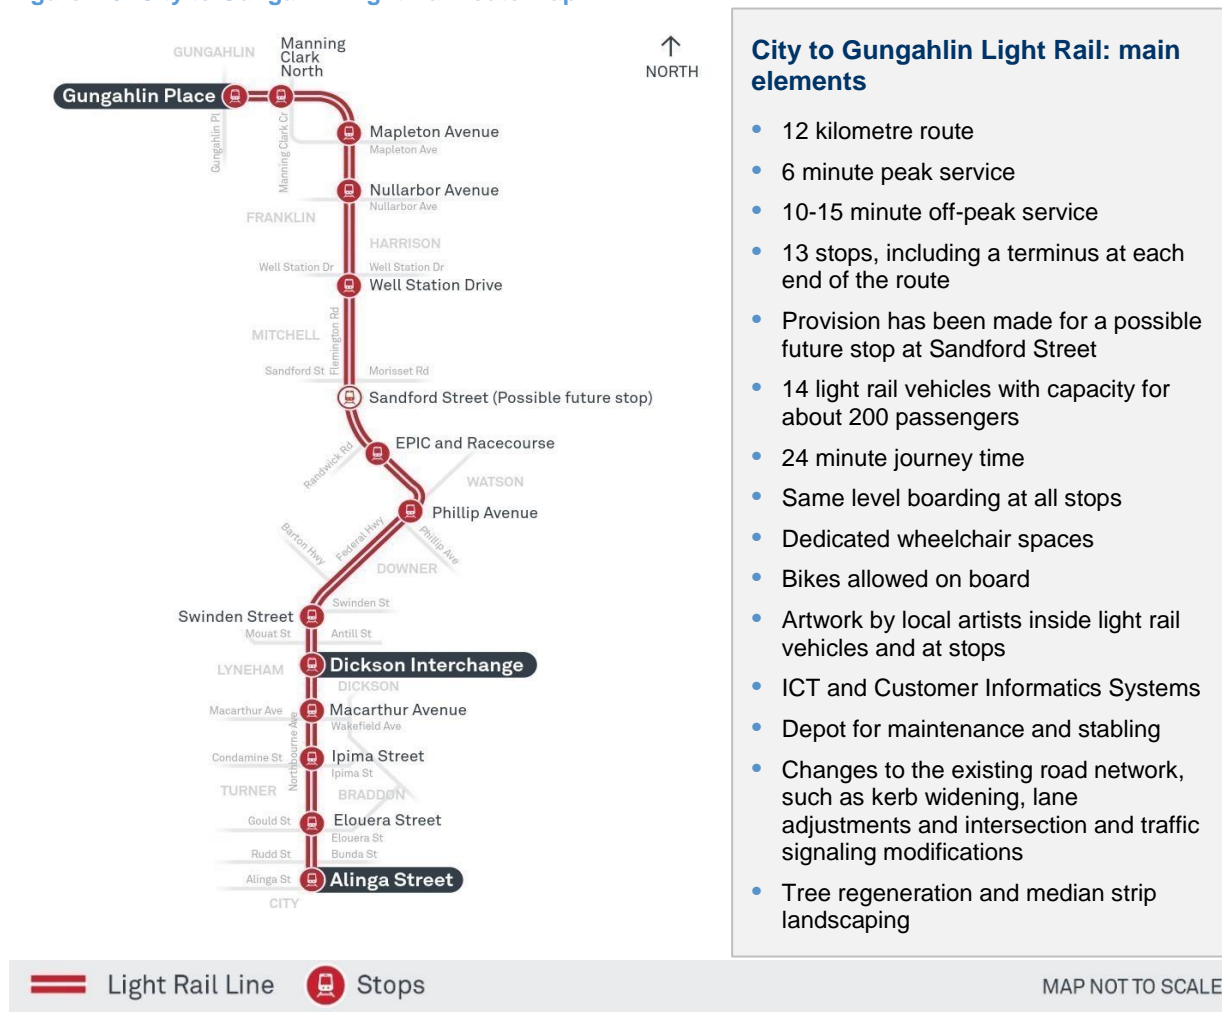 GUNGAHLIN
Manning
Clark
North
NORTH
Gungahlin Place
Gungahlin Pl
Manning Clark Cr
Mapleton Avenue
Mapleton Ave
Nullarbor Avenue
Nullarbor Ave
FRANKLIN
HARRISON
Well Station Dr
Well Station Dr
Well Station Drive
Flemington Rd
MITCHELL
Sandford St
Morisset Rd
Sandford Street (Possible future stop)
EPIC and Racecourse
Randwick Rd
WATSON
Phillip Avenue
Phillip Ave
Federal Hwy
Barton Hwy
DOWNER
Swinden St
Swinden Street
Mouat St
Antill St
LYNEHAM
Dickson Interchange
DICKSON
Macarthur Ave
Macarthur Avenue
Wakefield Ave
Northbourne Ave
Condamine St
Ipima Street
Ipima St
TURNER
BRADDON
Gould St
Elouera Street
Elouera St
Rudd St
Bunda St
Alinga St
Alinga Street
CITY
City to Gungahlin Light Rail: main
elements
• 12 kilometre route
• 6 minute peak service
• 10-15 minute off-peak service
• 13 stops, including a terminus at each
end of the route
• Provision has been made for a possible
future stop at Sandford Street
• 14 light rail vehicles with capacity for
about 200 passengers
• 24 minute journey time
• Same level boarding at all stops
• Dedicated wheelchair spaces
• Bikes allowed on board
• Artwork by local artists inside light rail
vehicles and at stops
• ICT and Customer Informatics Systems
• Depot for maintenance and stabling
• Changes to the existing road network,
such as kerb widening, lane
adjustments and intersection and traffic
signaling modifications
• Tree regeneration and median strip
landscaping
Light Rail Line
Stops
MAP NOT TO SCALE